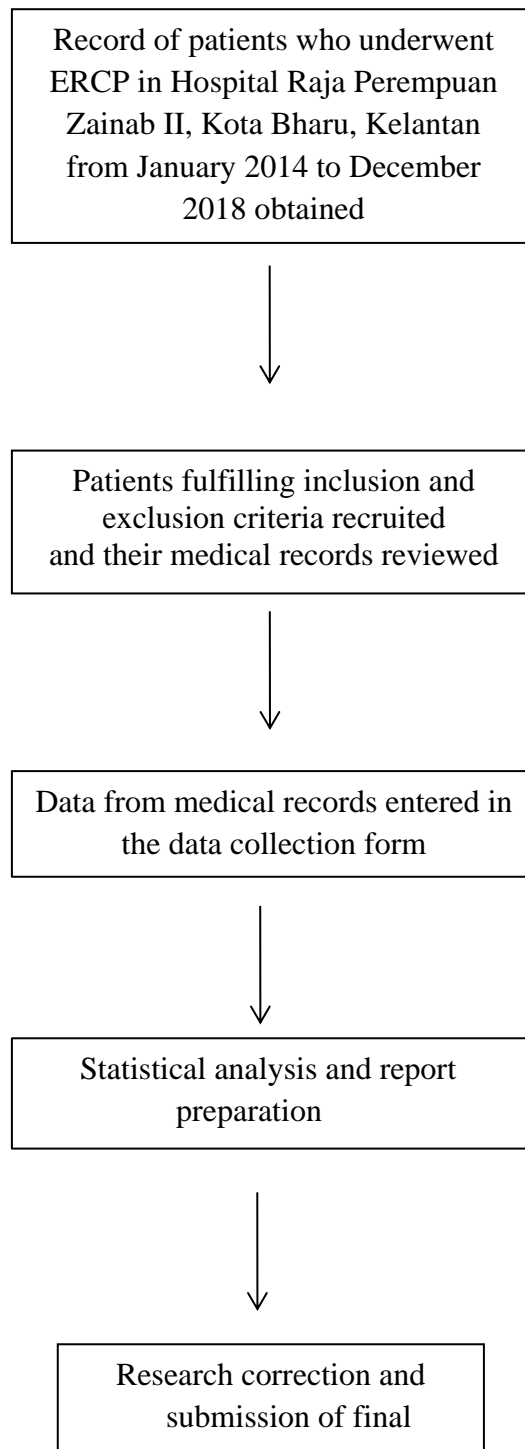 Record of patients who underwent
ERCP in Hospital Raja Perempuan
Zainab II, Kota Bharu, Kelantan
from January 2014 to December
2018 obtained
Patients fulfilling inclusion and
exclusion criteria recruited
and their medical records reviewed
Data from medical records entered in
the data collection form
Statistical analysis and report
preparation
Research correction and
submission of final